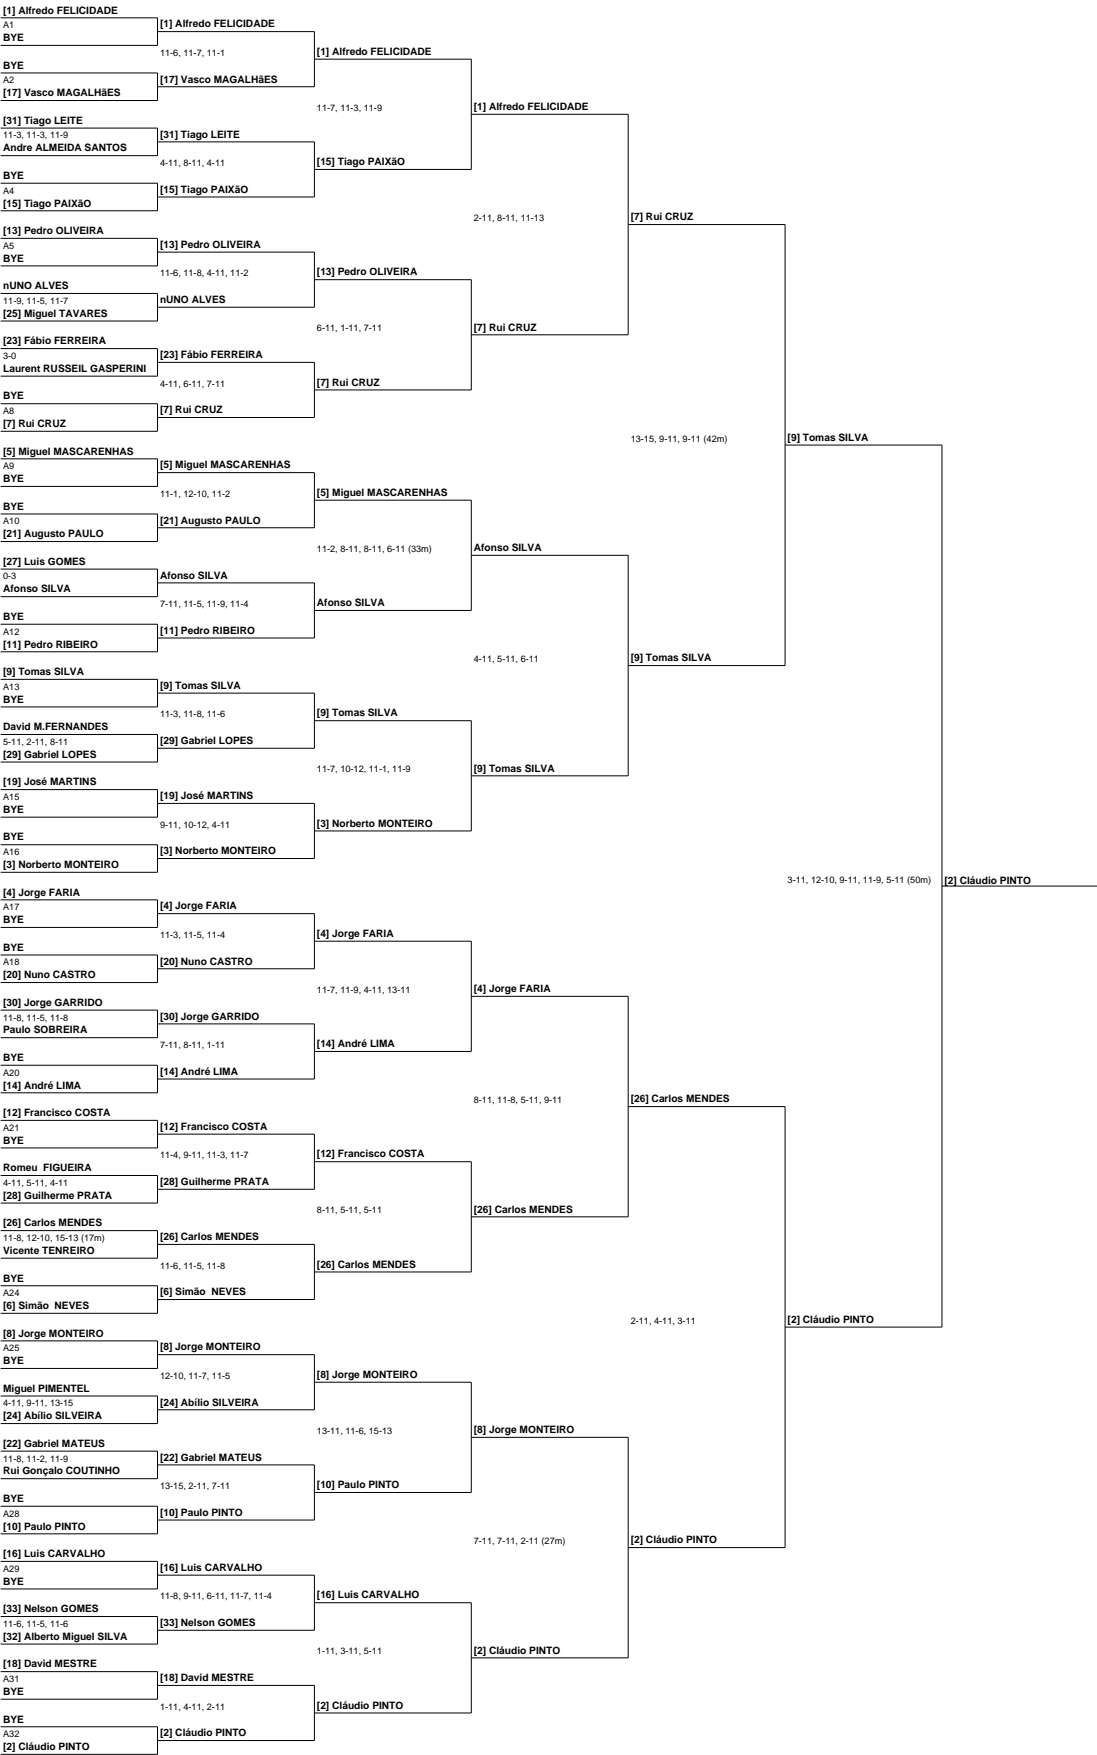 [1] Alfredo FELICIDADE
A1
BYE
[1] Alfredo FELICIDADE
11-6, 11-7, 11-1
BYE
A2
[17] Vasco MAGALHãES
[17] Vasco MAGALHãES
[1] Alfredo FELICIDADE
11-7, 11-3, 11-9
[31] Tiago LEITE
11-3, 11-3, 11-9
Andre ALMEIDA SANTOS
[31] Tiago LEITE
4-11, 8-11, 4-11
BYE
A4
[15] Tiago PAIXãO
[15] Tiago PAIXãO
[15] Tiago PAIXãO
[1] Alfredo FELICIDADE
2-11, 8-11, 11-13
[13] Pedro OLIVEIRA
A5
BYE
[13] Pedro OLIVEIRA
11-6, 11-8, 4-11, 11-2
nUNO ALVES
11-9, 11-5, 11-7
[25] Miguel TAVARES
nUNO ALVES
[13] Pedro OLIVEIRA
6-11, 1-11, 7-11
[23] Fábio FERREIRA
3-0
Laurent RUSSEIL GASPERINI
[23] Fábio FERREIRA
4-11, 6-11, 7-11
BYE
A8
[7] Rui CRUZ
[7] Rui CRUZ
[7] Rui CRUZ
[7] Rui CRUZ
[7] Rui CRUZ
13-15, 9-11, 9-11 (42m)
[5] Miguel MASCARENHAS
A9
BYE
[5] Miguel MASCARENHAS
11-1, 12-10, 11-2
BYE
A10
[21] Augusto PAULO
[21] Augusto PAULO
[5] Miguel MASCARENHAS
11-2, 8-11, 8-11, 6-11 (33m)
[27] Luis GOMES
0-3
Afonso SILVA
Afonso SILVA
7-11, 11-5, 11-9, 11-4
BYE
A12
[11] Pedro RIBEIRO
[11] Pedro RIBEIRO
Afonso SILVA
Afonso SILVA
4-11, 5-11, 6-11
[9] Tomas SILVA
A13
BYE
[9] Tomas SILVA
11-3, 11-8, 11-6
David M.FERNANDES
5-11, 2-11, 8-11
[29] Gabriel LOPES
[29] Gabriel LOPES
[9] Tomas SILVA
11-7, 10-12, 11-1, 11-9
[19] José MARTINS
A15
BYE
[19] José MARTINS
9-11, 10-12, 4-11
BYE
A16
[3] Norberto MONTEIRO
[3] Norberto MONTEIRO
[3] Norberto MONTEIRO
[9] Tomas SILVA
[9] Tomas SILVA
[9] Tomas SILVA
3-11, 12-10, 9-11, 11-9, 5-11 (50m)
[2] Cláudio PINTO
[4] Jorge FARIA
A17
BYE
[4] Jorge FARIA
11-3, 11-5, 11-4
BYE
A18
[20] Nuno CASTRO
[20] Nuno CASTRO
[4] Jorge FARIA
11-7, 11-9, 4-11, 13-11
[30] Jorge GARRIDO
11-8, 11-5, 11-8
Paulo SOBREIRA
[30] Jorge GARRIDO
7-11, 8-11, 1-11
BYE
A20
[14] André LIMA
[14] André LIMA
[14] André LIMA
[4] Jorge FARIA
8-11, 11-8, 5-11, 9-11
[12] Francisco COSTA
A21
BYE
[12] Francisco COSTA
11-4, 9-11, 11-3, 11-7
Romeu  FIGUEIRA
4-11, 5-11, 4-11
[28] Guilherme PRATA
[28] Guilherme PRATA
[12] Francisco COSTA
8-11, 5-11, 5-11
[26] Carlos MENDES
11-8, 12-10, 15-13 (17m)
Vicente TENREIRO
[26] Carlos MENDES
11-6, 11-5, 11-8
BYE
A24
[6] Simão  NEVES
[6] Simão  NEVES
[26] Carlos MENDES
[26] Carlos MENDES
[26] Carlos MENDES
2-11, 4-11, 3-11
[8] Jorge MONTEIRO
A25
BYE
[8] Jorge MONTEIRO
12-10, 11-7, 11-5
Miguel PIMENTEL
4-11, 9-11, 13-15
[24] Abílio SILVEIRA
[24] Abílio SILVEIRA
[8] Jorge MONTEIRO
13-11, 11-6, 15-13
[22] Gabriel MATEUS
11-8, 11-2, 11-9
Rui Gonçalo COUTINHO
[22] Gabriel MATEUS
13-15, 2-11, 7-11
BYE
A28
[10] Paulo PINTO
[10] Paulo PINTO
[10] Paulo PINTO
[8] Jorge MONTEIRO
7-11, 7-11, 2-11 (27m)
[16] Luis CARVALHO
A29
BYE
[16] Luis CARVALHO
11-8, 9-11, 6-11, 11-7, 11-4
[33] Nelson GOMES
11-6, 11-5, 11-6
[32] Alberto Miguel SILVA
[33] Nelson GOMES
[16] Luis CARVALHO
1-11, 3-11, 5-11
[18] David MESTRE
A31
BYE
[18] David MESTRE
1-11, 4-11, 2-11
BYE
A32
[2] Cláudio PINTO
[2] Cláudio PINTO
[2] Cláudio PINTO
[2] Cláudio PINTO
[2] Cláudio PINTO
[2] Cláudio PINTO